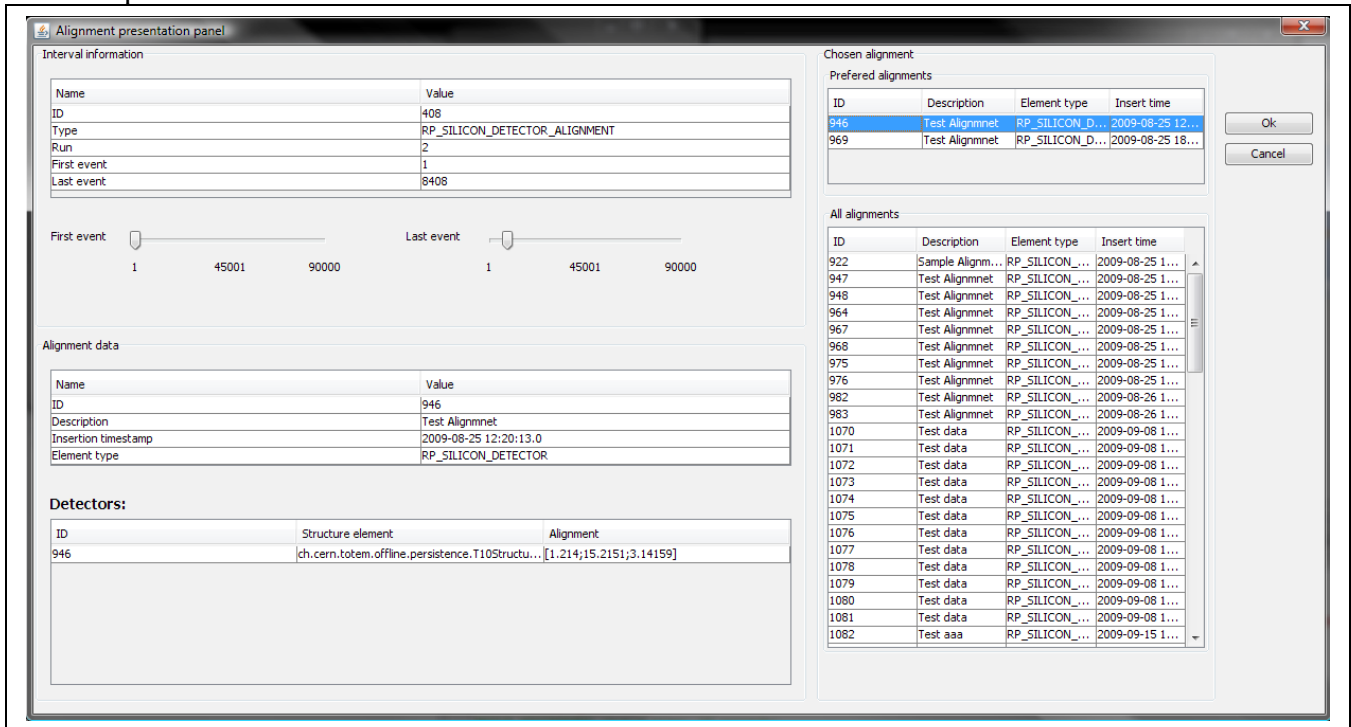 Alignment presentation panel
Interval information
Name Value
ID 408
Type RP_SILICON_DETECTOR_ALIGNMENT
Run 2
First event 1
Last event 8408
First event 1 45001 90000
Last event 1 45001 90000
Alignment data
Name Value
ID 946
Description Test Alignmnet
Insertion timestamp 2009-08-25 12:20:13.0
Element type RP_SILICON_DETECTOR
Detectors:
ID Structure element Alignment
946 ch.cern.totem.offline.persistence.T10Structu... [1.214;15.2151;3.14159]
Chosen alignment
Prefered alignments
ID Description Element type Insert time
946 Test Alignmnet RP_SILICON_D... 2009-08-25 12...
969 Test Alignmnet RP_SILICON_D... 2009-08-25 18...
All alignments
ID Description Element type Insert time
922 Sample Alignm... RP_SILICON_... 2009-08-25 1...
947 Test Alignmnet RP_SILICON_... 2009-08-25 1...
948 Test Alignmnet RP_SILICON_... 2009-08-25 1...
964 Test Alignmnet RP_SILICON_... 2009-08-25 1...
967 Test Alignmnet RP_SILICON_... 2009-08-25 1...
968 Test Alignmnet RP_SILICON_... 2009-08-25 1...
975 Test Alignmnet RP_SILICON_... 2009-08-25 1...
976 Test Alignmnet RP_SILICON_... 2009-08-25 1...
982 Test Alignmnet RP_SILICON_... 2009-08-26 1...
983 Test Alignmnet RP_SILICON_... 2009-08-26 1...
1070 Test data RP_SILICON_... 2009-09-08 1...
1071 Test data RP_SILICON_... 2009-09-08 1...
1072 Test data RP_SILICON_... 2009-09-08 1...
1073 Test data RP_SILICON_... 2009-09-08 1...
1074 Test data RP_SILICON_... 2009-09-08 1...
1075 Test data RP_SILICON_... 2009-09-08 1...
1076 Test data RP_SILICON_... 2009-09-08 1...
1077 Test data RP_SILICON_... 2009-09-08 1...
1078 Test data RP_SILICON_... 2009-09-08 1...
1079 Test data RP_SILICON_... 2009-09-08 1...
1080 Test data RP_SILICON_... 2009-09-08 1...
1081 Test data RP_SILICON_... 2009-09-08 1...
1082 Test aaa RP_SILICON_... 2009-09-15 1...
Ok
Cancel